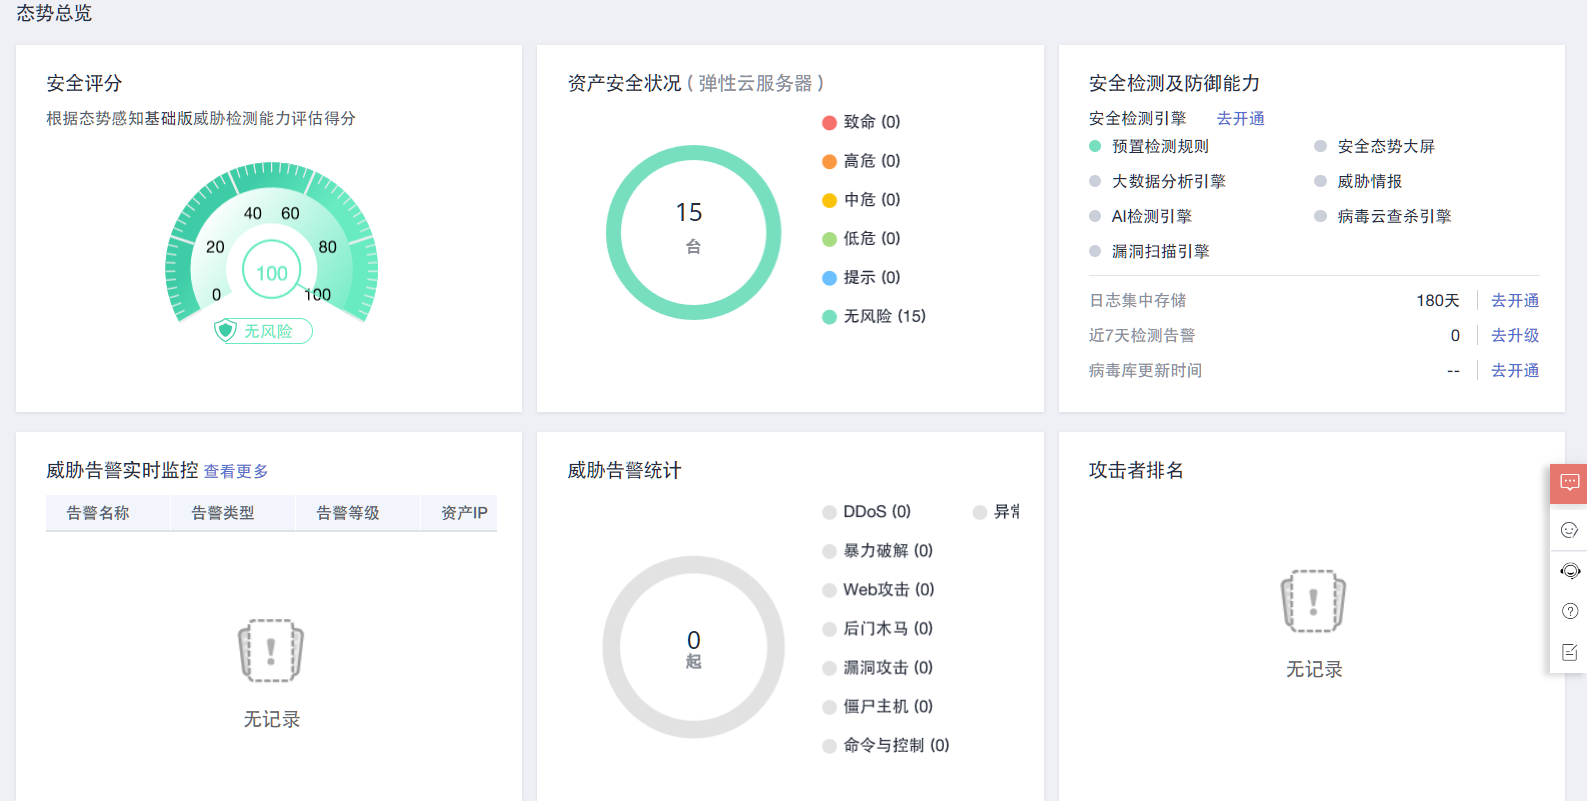 态势总览
安全评分
根据态势感知基础版威胁检测能力评估得分
40 60
20 80
100
0 100
无风险
资产安全状况 ( 弹性云服务器 )
15
台
致命 (0)
高危 (0)
中危 (0)
低危 (0)
提示 (0)
无风险 (15)
安全检测及防御能力
安全检测引擎 去开通
预置检测规则 安全态势大屏
大数据分析引擎 威胁情报
AI检测引擎 病毒云查杀引擎
漏洞扫描引擎
日志集中存储 180天 去开通
近7天检测告警 0 去升级
病毒库更新时间 -- 去开通
威胁告警实时监控 查看更多
告警名称 告警类型 告警等级 资产IP
无记录
威胁告警统计
0
起
DDoS (0) 异常
暴力破解 (0)
Web攻击 (0)
后门木马 (0)
漏洞攻击 (0)
僵尸主机 (0)
命令与控制 (0)
攻击者排名
无记录